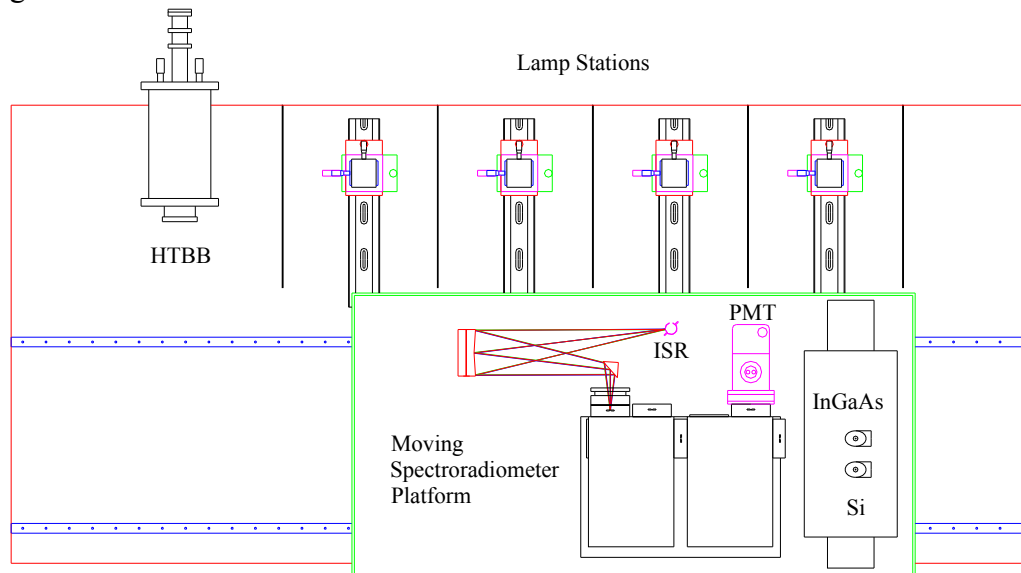 Lamp Stations
HTBB
PMT
ISR
InGaAs
Moving
Spectroradiometer
Platform
Si